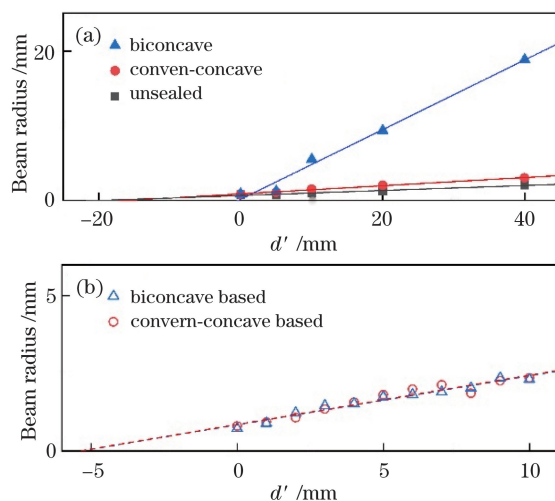 (a)
biconcave
conven-concave
unsealed
Beam radius /mm
20
0
-20
0
20
40
d′ /mm
(b)
biconcave based
convern-concave based
Beam radius /mm
5
0
-5
0
5
10
d′ /mm